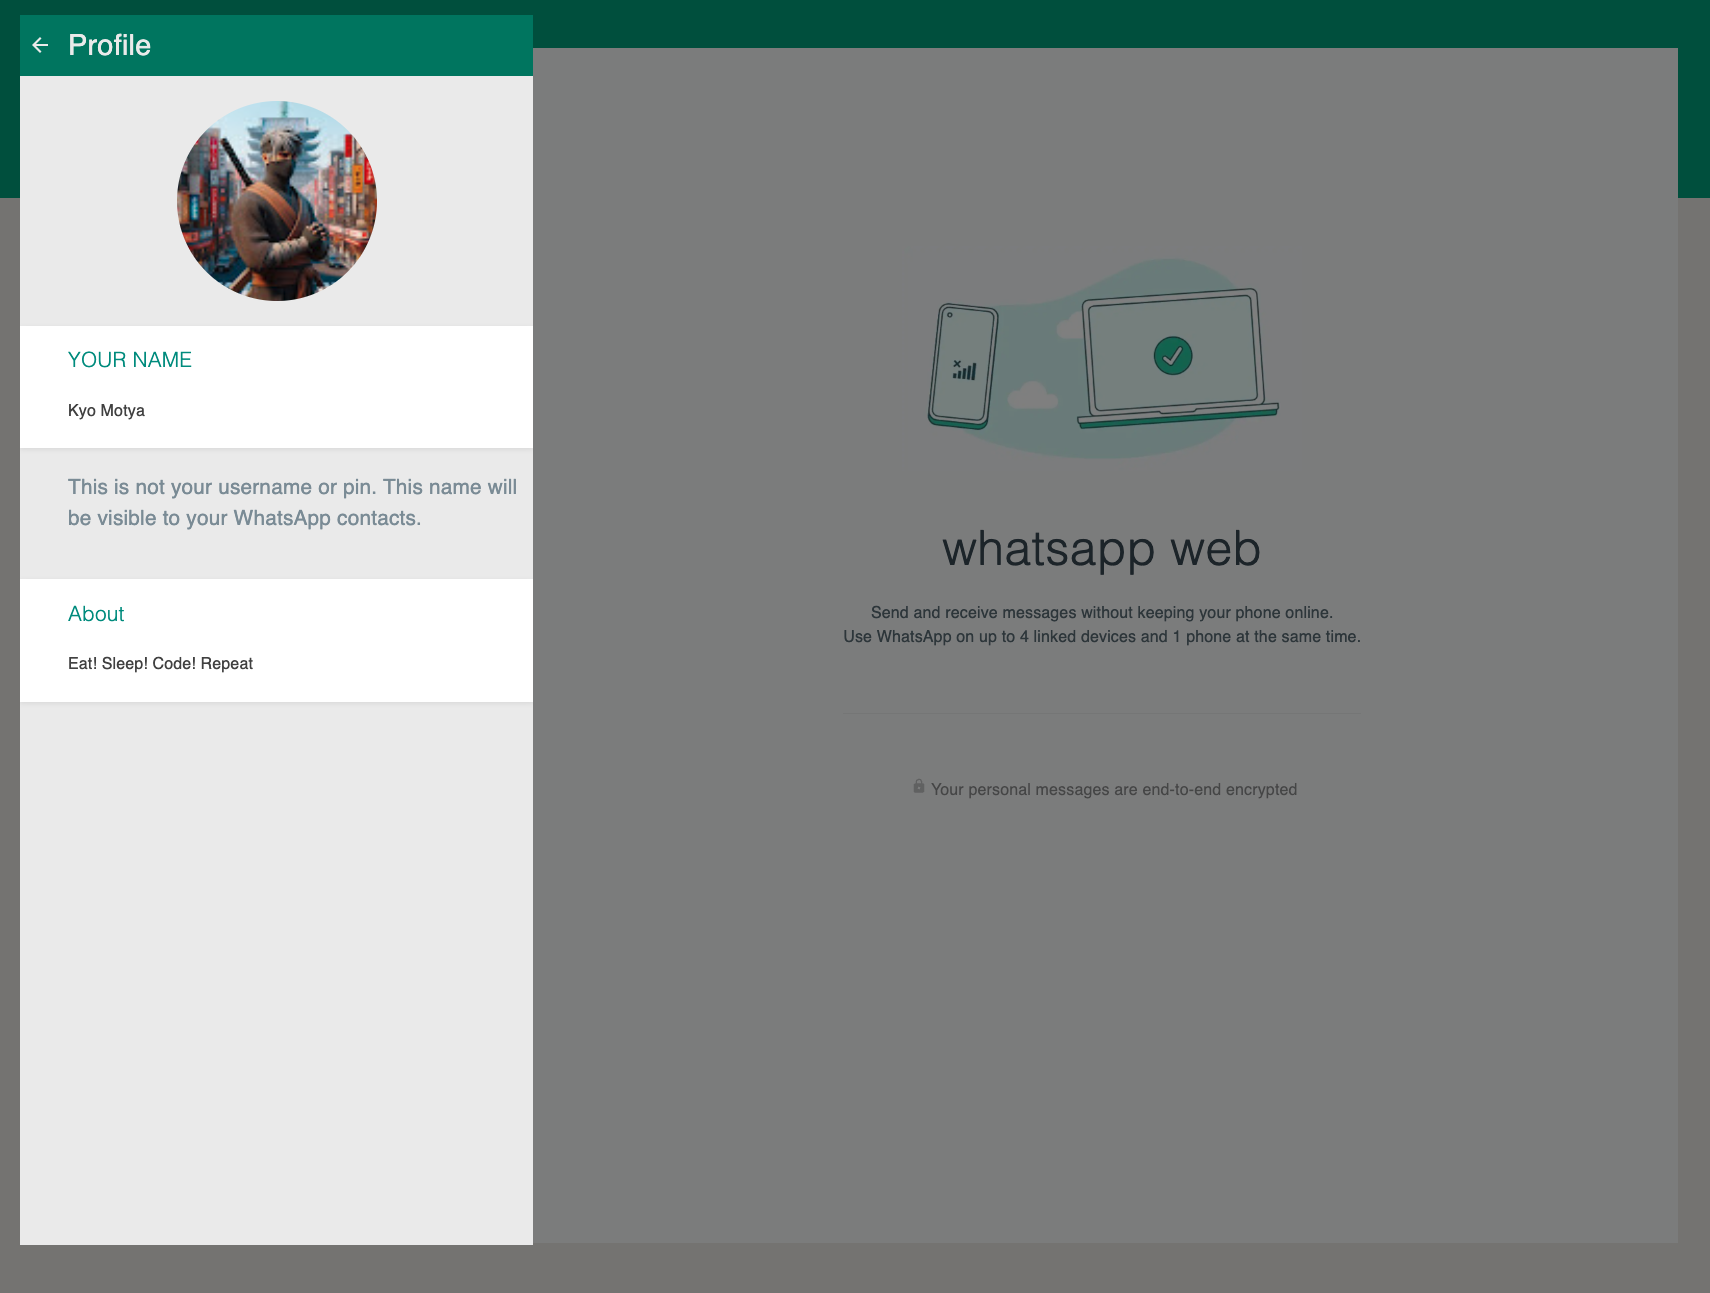 Profile
YOUR NAME
Kyo Motya
This is not your username or pin. This name will
be visible to your WhatsApp contacts.
About
Eat! Sleep! Code! Repeat
whatsapp web
Send and receive messages without keeping your phone online.
Use WhatsApp on up to 4 linked devices and 1 phone at the same time.
Your personal messages are end-to-end encrypted